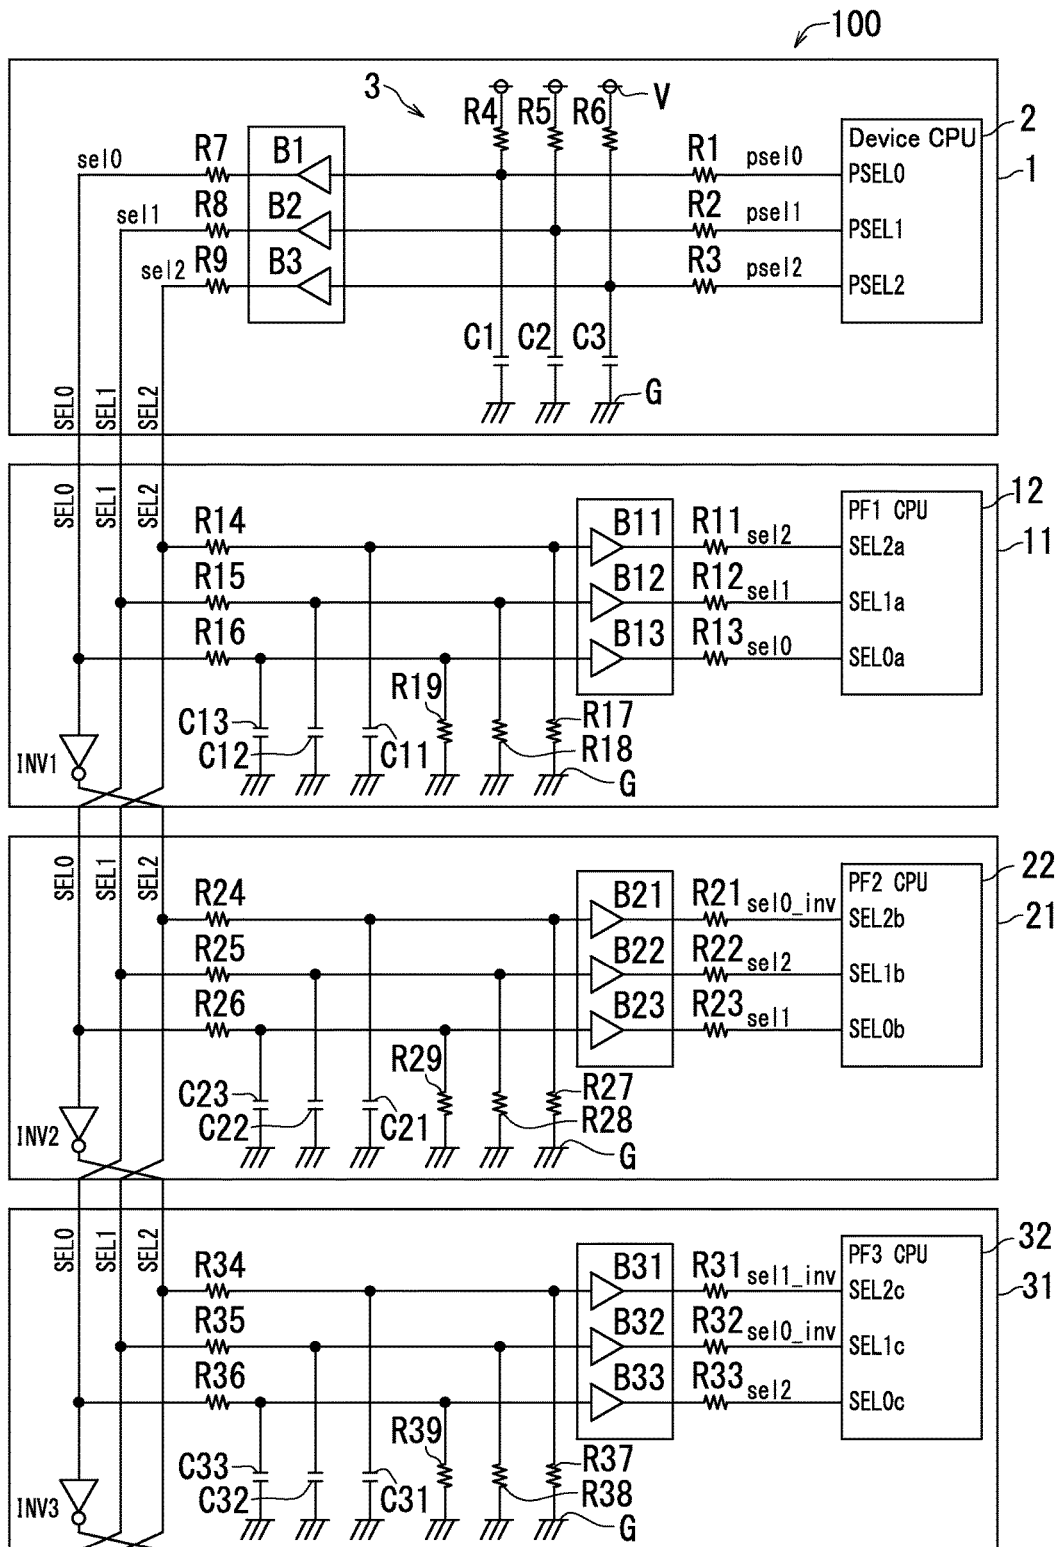 100
3
R4 R5 R6 V
2
Device CPU
1
sel0 R7 B1 R1 psel0 PSEL0
sel1 R8 B2 R2 psel1 PSEL1
sel2 R9 B3 R3 psel2 PSEL2
C1 C2 C3
G
SEL0 SEL1 SEL2
SEL0 SEL1 SEL2
12
PF1 CPU
11
R14 B11 R11 sel2 SEL2a
R15 B12 R12 sel1 SEL1a
R16 B13 R13 sel0 SEL0a
R19
C13 R17
C12 C11 R18
INV1
G
SEL0 SEL1 SEL2
22
PF2 CPU
21
R24 B21 R21 sel0_inv SEL2b
R25 B22 R22 sel2 SEL1b
R26 B23 R23 sel1 SEL0b
R29
C23 R27
C22 C21 R28
INV2
G
SEL0 SEL1 SEL2
32
PF3 CPU
31
R34 B31 R31 sel1_inv SEL2c
R35 B32 R32 sel0_inv SEL1c
R36 B33 R33 sel2 SEL0c
R39
C33 R37
C32 C31 R38
INV3
G